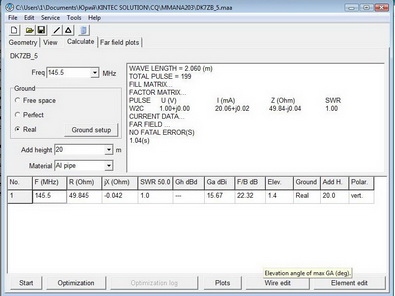 C:\Users\1\Documents\Юрий\KINTEC SOLUTION\CQ\MMANA203\DK7ZB_5.maa
File Edit Service Tools Help
Geometry View Calculate Far field plots
DK7ZB_5
Freq 145.5 MHz
Ground
Free space
Perfect
Real Ground setup
Add height 20 m
Material Al pipe
WAVE LENGTH = 2.060 (m)
TOTAL PULSE = 199
FILL MATRIX...
FACTOR MATRIX...
PULSE U (V) I (mA) Z (Ohm) SWR
W2C 1.00+j0.00 20.06+j0.02 49.84-j0.04 1.00
CURRENT DATA...
FAR FIELD ...
NO FATAL ERROR(S)
1.04(s)
No. F (MHz) R (Ohm) jX (Ohm) SWR 50.0 Gh dBd Ga dBi F/B dB Elev. Ground Add H. Polar.
1 145.5 49.845 -0.042 1.0 --- 15.67 22.32 1.4 Real 20.0 vert.
Elevation angle of max GA (deg).
Start Optimization Optimization log Plots Wire edit Element edit